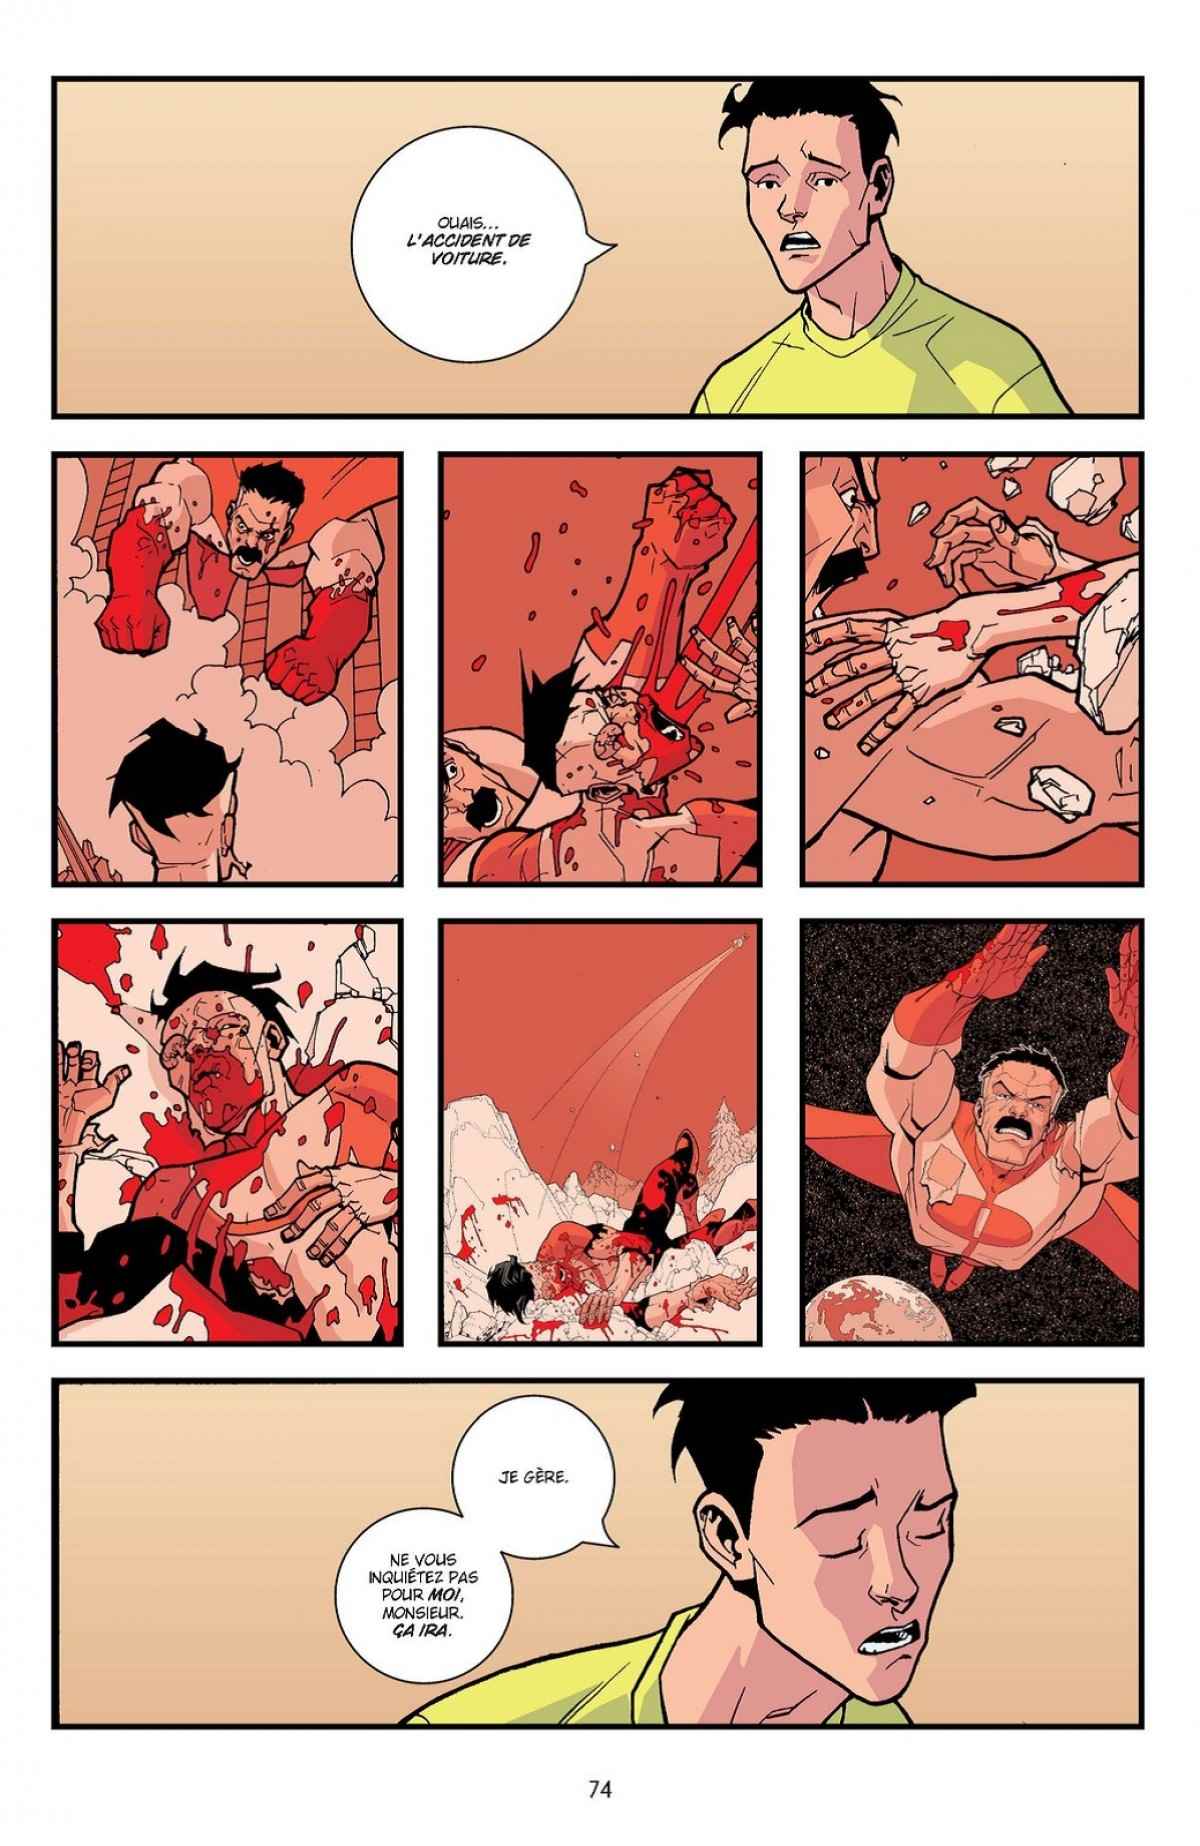 OUAIS...
L'ACCIDENT DE
VOITURE.
JE GÈRE.
NE VOUS
INQUIÉTEZ PAS
POUR MOI,
MONSIEUR.
ÇA IRA.
74